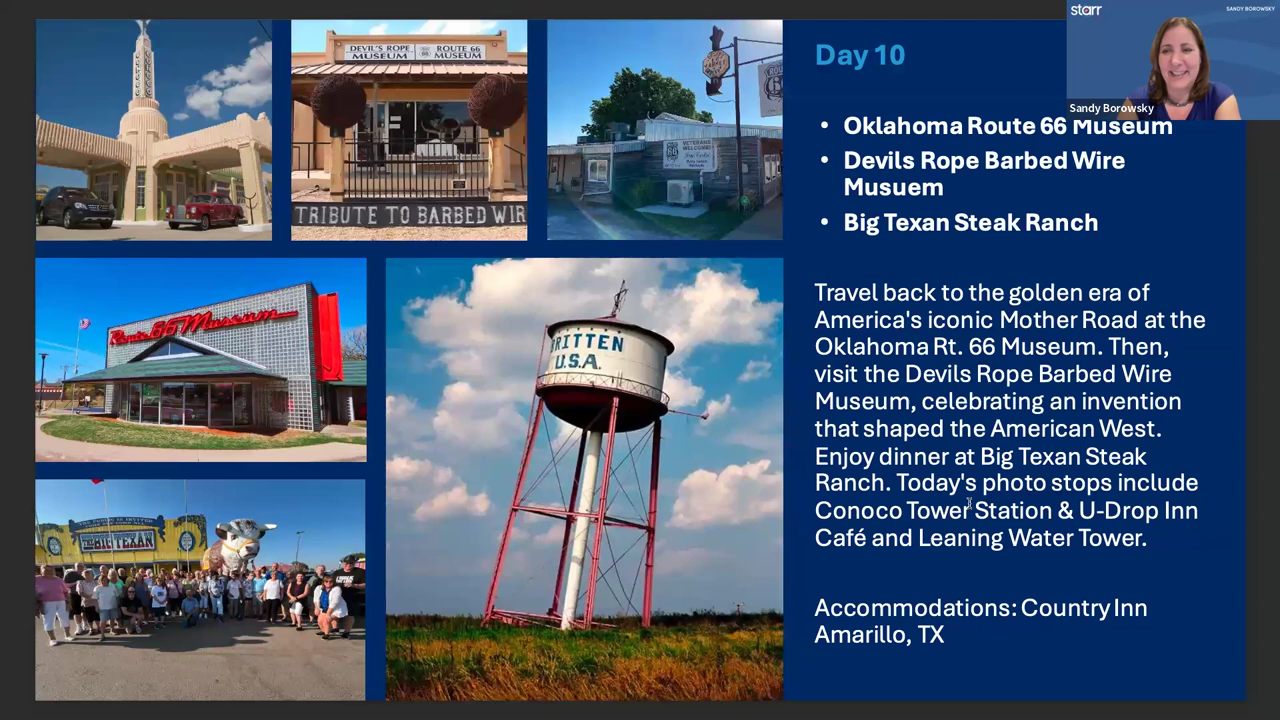 starr
SANDY BOROWSKY
Sandy Borowsky
Day 10
• Oklahoma Route 66 Museum
• Devils Rope Barbed Wire
Musuem
• Big Texan Steak Ranch
Travel back to the golden era of
America's iconic Mother Road at the
Oklahoma Rt. 66 Museum. Then,
visit the Devils Rope Barbed Wire
Museum, celebrating an invention
that shaped the American West.
Enjoy dinner at Big Texan Steak
Ranch. Today's photo stops include
Conoco Tower Station & U-Drop Inn
Café and Leaning Water Tower.
Accommodations: Country Inn
Amarillo, TX
DEVIL'S ROPE MUSEUM
ROUTE 66 MUSEUM
TRIBUTE TO BARBED WIR
VETERANS
WELCOME
Route 66 Museum
BRITTEN
U.S.A.
THE BIG TEXAN